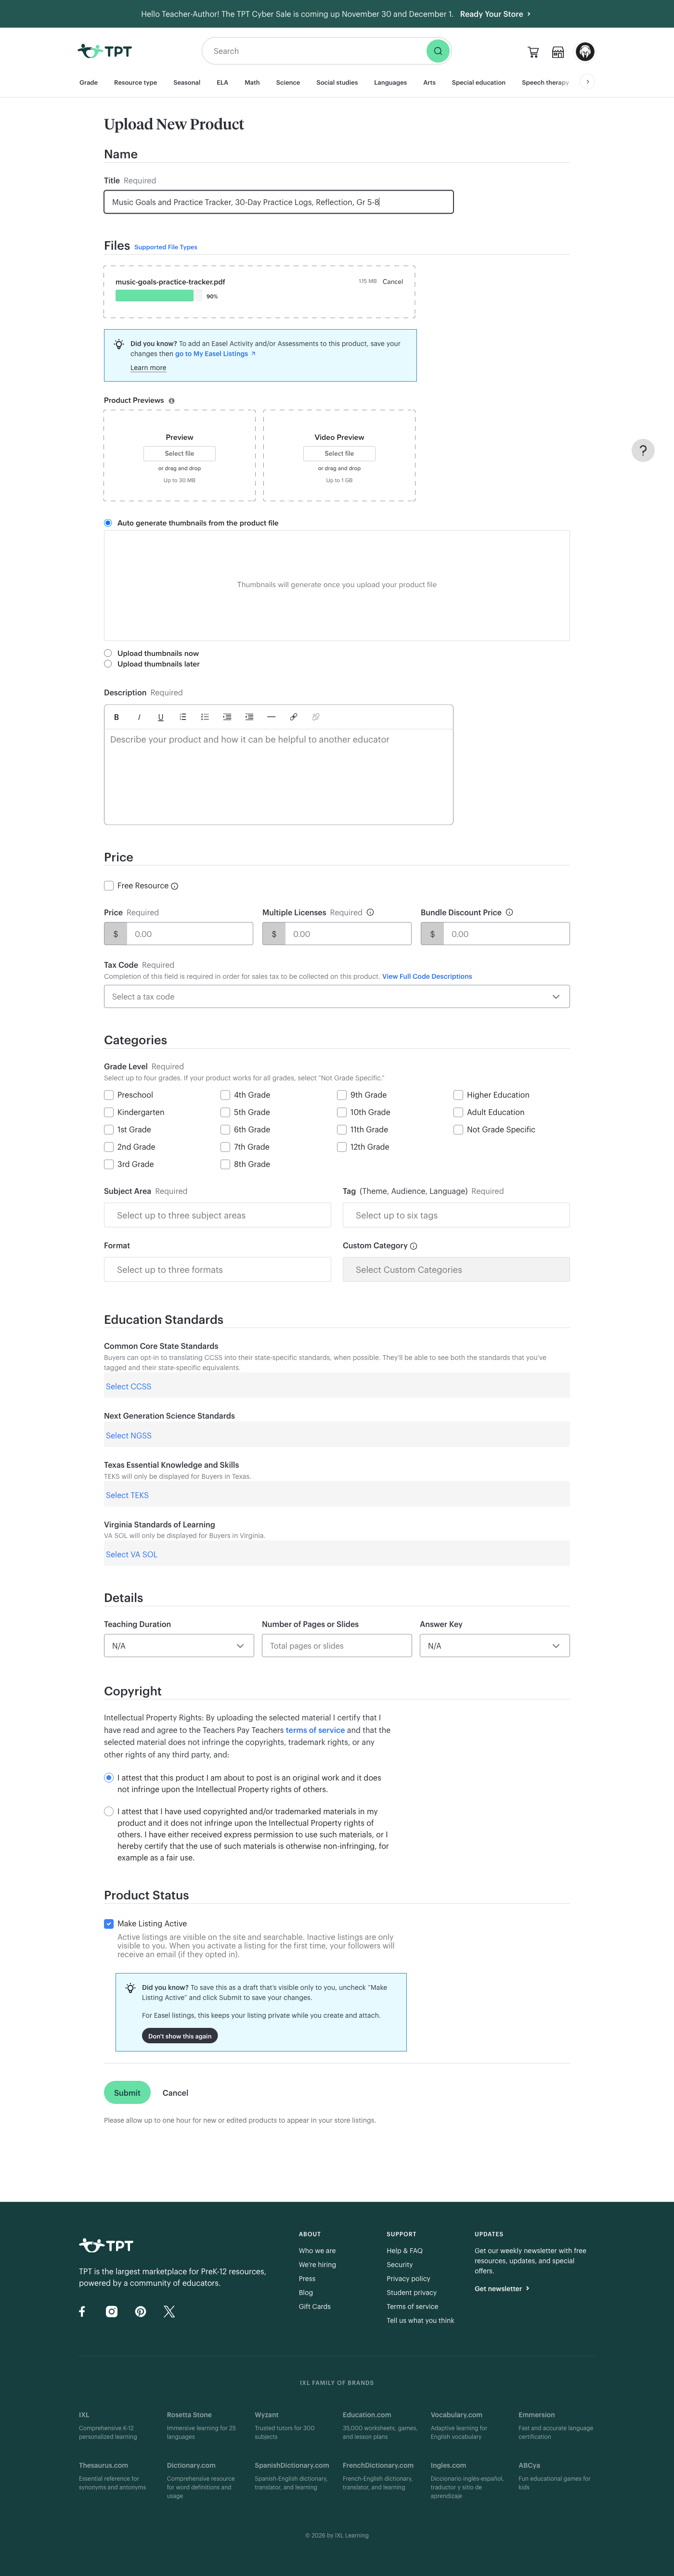 Hello Teacher-Author! The TPT Cyber Sale is coming up November 30 and December 1. Ready Your Store
TPT
Search
Grade Resource type Seasonal ELA Math Science Social studies Languages Arts Special education Speech therapy
Upload New Product
Name
Title Required
Music Goals and Practice Tracker, 30-Day Practice Logs, Reflection, Gr 5-8
Files Supported File Types
music-goals-practice-tracker.pdf 1.15 MB Cancel
90%
Did you know? To add an Easel Activity and/or Assessments to this product, save your
changes then go to My Easel Listings
Learn more
Product Previews
Preview Video Preview
Select file Select file
or drag and drop or drag and drop
Up to 30 MB Up to 1 GB
?
Auto generate thumbnails from the product file
Thumbnails will generate once you upload your product file
Upload thumbnails now
Upload thumbnails later
Description Required
B I U
Describe your product and how it can be helpful to another educator
Price
Free Resource
Price Required Multiple Licenses Required Bundle Discount Price
$ 0.00 $ 0.00 $ 0.00
Tax Code Required
Completion of this field is required in order for sales tax to be collected on this product. View Full Code Descriptions
Select a tax code
Categories
Grade Level Required
Select up to four grades. If your product works for all grades, select "Not Grade Specific."
Preschool 4th Grade 9th Grade Higher Education
Kindergarten 5th Grade 10th Grade Adult Education
1st Grade 6th Grade 11th Grade Not Grade Specific
2nd Grade 7th Grade 12th Grade
3rd Grade 8th Grade
Subject Area Required Tag (Theme, Audience, Language) Required
Select up to three subject areas Select up to six tags
Format Custom Category
Select up to three formats Select Custom Categories
Education Standards
Common Core State Standards
Buyers can opt-in to translating CCSS into their state-specific standards, when possible. They'll be able to see both the standards that you've
tagged and their state-specific equivalents.
Select CCSS
Next Generation Science Standards
Select NGSS
Texas Essential Knowledge and Skills
TEKS will only be displayed for Buyers in Texas.
Select TEKS
Virginia Standards of Learning
VA SOL will only be displayed for Buyers in Virginia.
Select VA SOL
Details
Teaching Duration Number of Pages or Slides Answer Key
N/A Total pages or slides N/A
Copyright
Intellectual Property Rights: By uploading the selected material I certify that I
have read and agree to the Teachers Pay Teachers terms of service and that the
selected material does not infringe the copyrights, trademark rights, or any
other rights of any third party, and:
I attest that this product I am about to post is an original work and it does
not infringe upon the Intellectual Property rights of others.
I attest that I have used copyrighted and/or trademarked materials in my
product and it does not infringe upon the Intellectual Property rights of
others. I have either received express permission to use such materials, or I
hereby certify that the use of such materials is otherwise non-infringing, for
example as a fair use.
Product Status
Make Listing Active
Active listings are visible on the site and searchable. Inactive listings are only
visible to you. When you activate a listing for the first time, your followers will
receive an email (if they opted in).
Did you know? To save this as a draft that's visible only to you, uncheck "Make
Listing Active" and click Submit to save your changes.
For Easel listings, this keeps your listing private while you create and attach.
Don't show this again
Submit Cancel
Please allow up to one hour for new or edited products to appear in your store listings.
TPT
TPT is the largest marketplace for PreK-12 resources,
powered by a community of educators.
ABOUT
Who we are
We're hiring
Press
Blog
Gift Cards
SUPPORT
Help & FAQ
Security
Privacy policy
Student privacy
Terms of service
Tell us what you think
UPDATES
Get our weekly newsletter with free
resources, updates, and special
offers.
Get newsletter
IXL FAMILY OF BRANDS
IXL
Comprehensive K-12
personalized learning
Rosetta Stone
Immersive learning for 25
languages
Wyzant
Trusted tutors for 300
subjects
Education.com
35,000 worksheets, games,
and lesson plans
Vocabulary.com
Adaptive learning for
English vocabulary
Emmersion
Fast and accurate language
certification
Thesaurus.com
Essential reference for
synonyms and antonyms
Dictionary.com
Comprehensive resource
for word definitions and
usage
SpanishDictionary.com
Spanish-English dictionary,
translator, and learning
FrenchDictionary.com
French-English dictionary,
translator, and learning
Ingles.com
Diccionario inglés-español,
traductor y sitio de
aprendizaje
ABCya
Fun educational games for
kids
© 2026 by IXL Learning